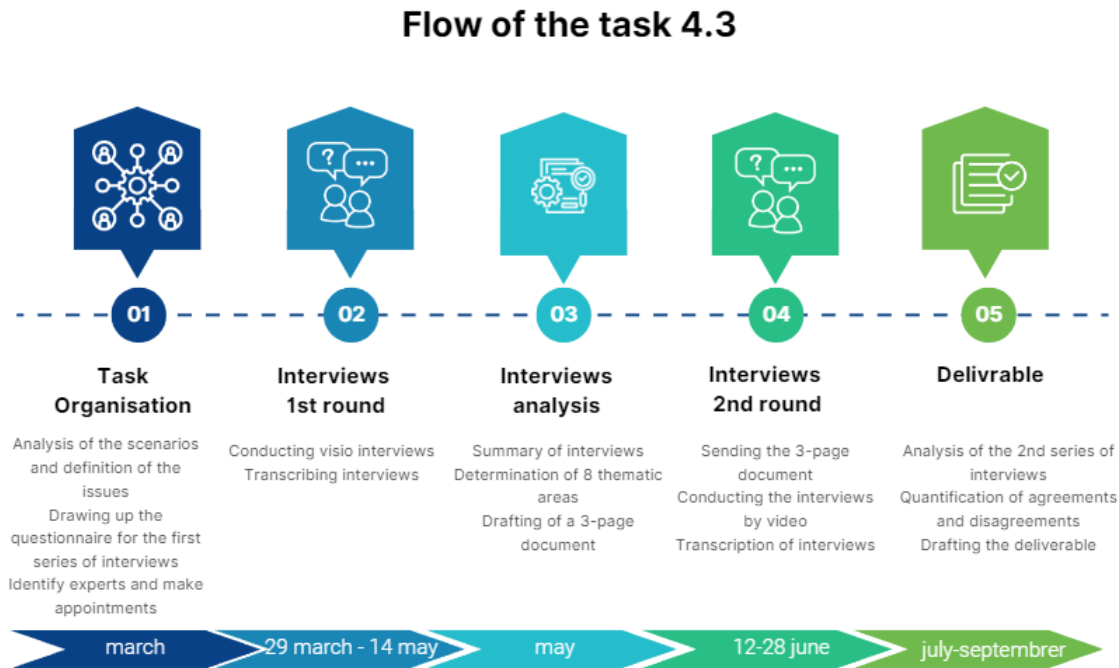 Flow of the task 4.3
01
02
03
04
05
Task
Organisation
Analysis of the scenarios
and definition of the
issues
Drawing up the
questionnaire for the first
series of interviews
Identify experts and make
appointments
Interviews
1st round
Conducting visio interviews
Transcribing interviews
Interviews
analysis
Summary of interviews
Determination of 8 thematic
areas
Drafting of a 3-page
document
Interviews
2nd round
Sending the 3-page
document
Conducting the interviews
by video
Transcription of interviews
Delivrable
Analysis of the 2nd series of
interviews
Quantification of agreements
and disagreements
Drafting the deliverable
march
29 march - 14 may
may
12-28 june
july-septembrer